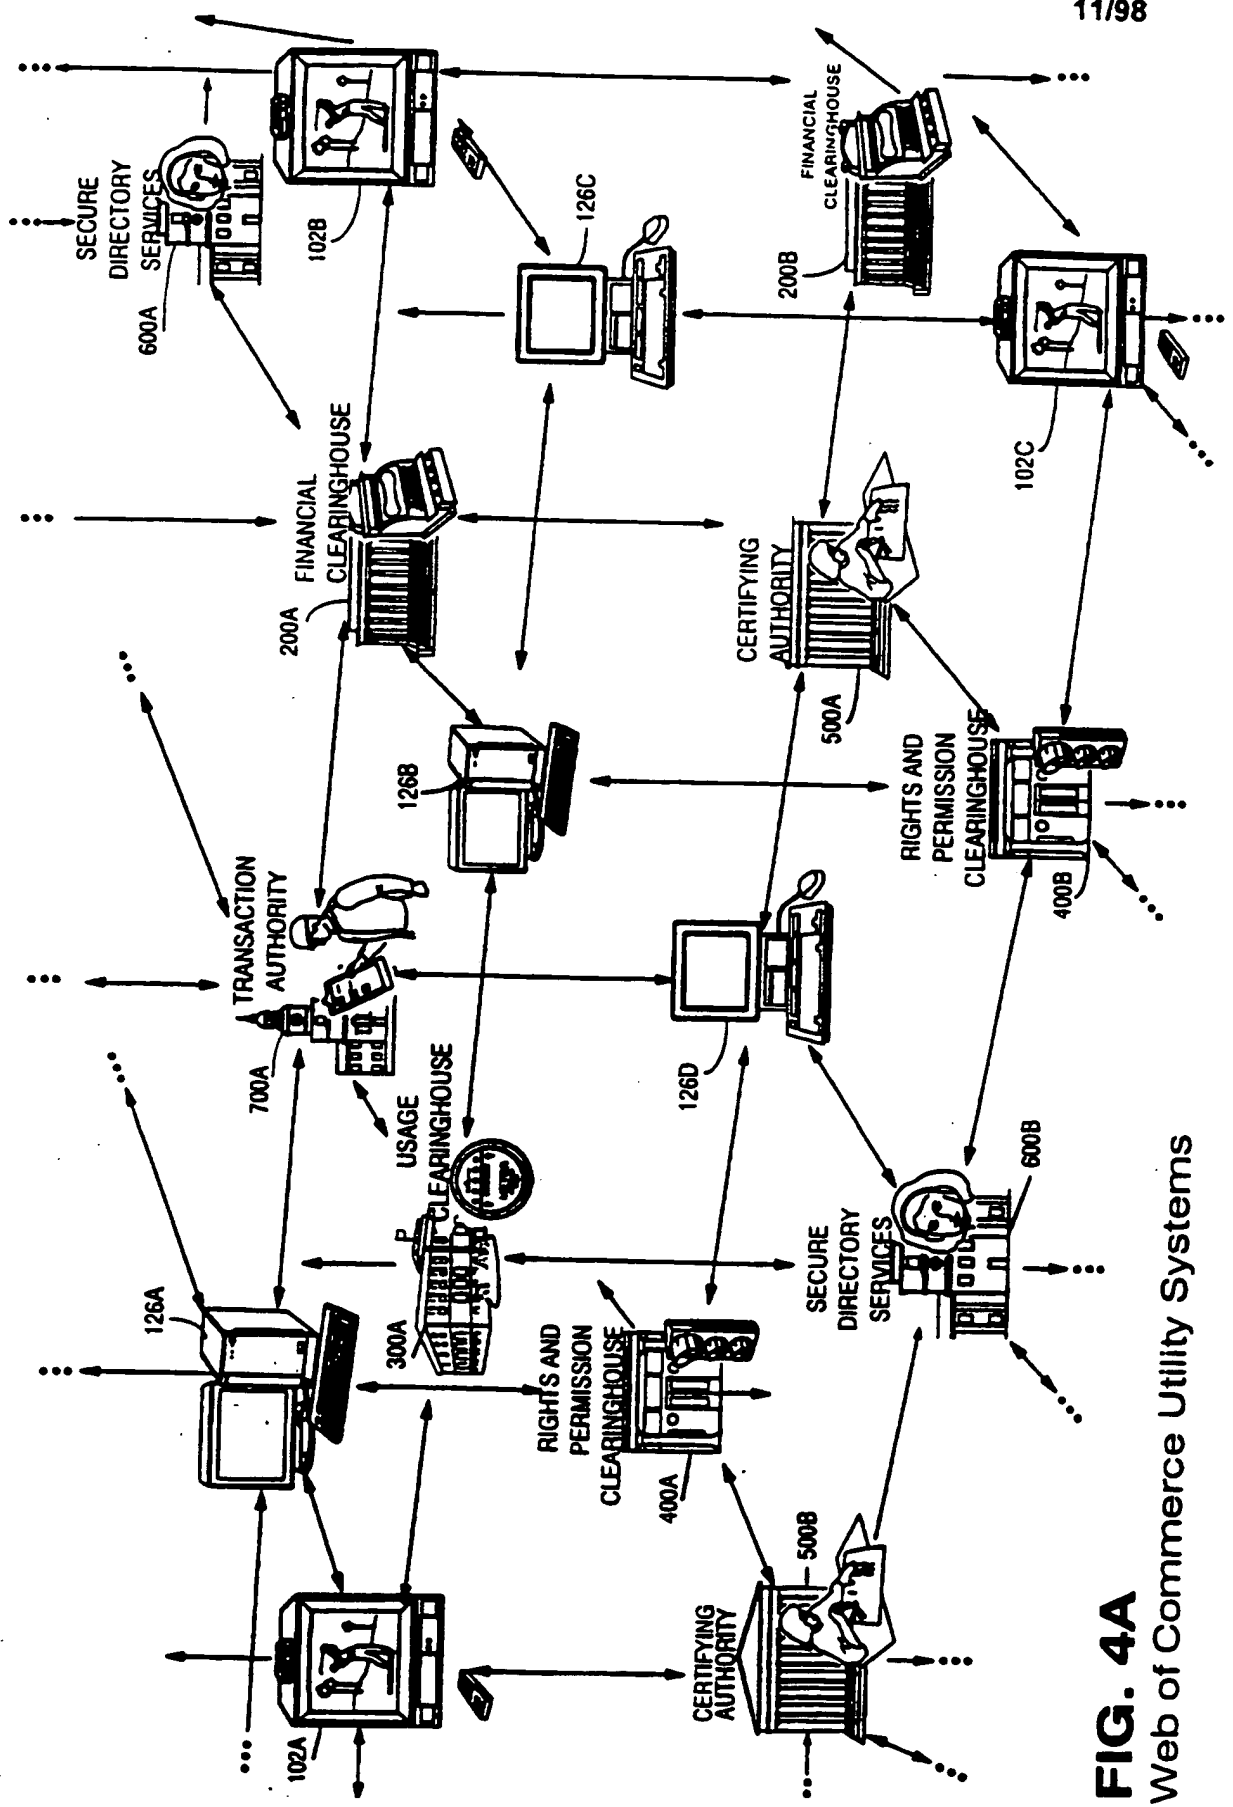 11/98
SECURE
DIRECTORY
SERVICES
600A
102B
126C
FINANCIAL
CLEARINGHOUSE
200B
102C
FINANCIAL
CLEARINGHOUSE
200A
CERTIFYING
AUTHORITY
500A
126B
RIGHTS AND
PERMISSION
CLEARINGHOUSE
400B
TRANSACTION
AUTHORITY
700A
126D
USAGE
CLEARINGHOUSE
300A
SECURE
DIRECTORY
SERVICES
600B
126A
RIGHTS AND
PERMISSION
CLEARINGHOUSE
400A
102A
CERTIFYING
AUTHORITY
500B
FIG. 4A
Web of Commerce Utility Systems